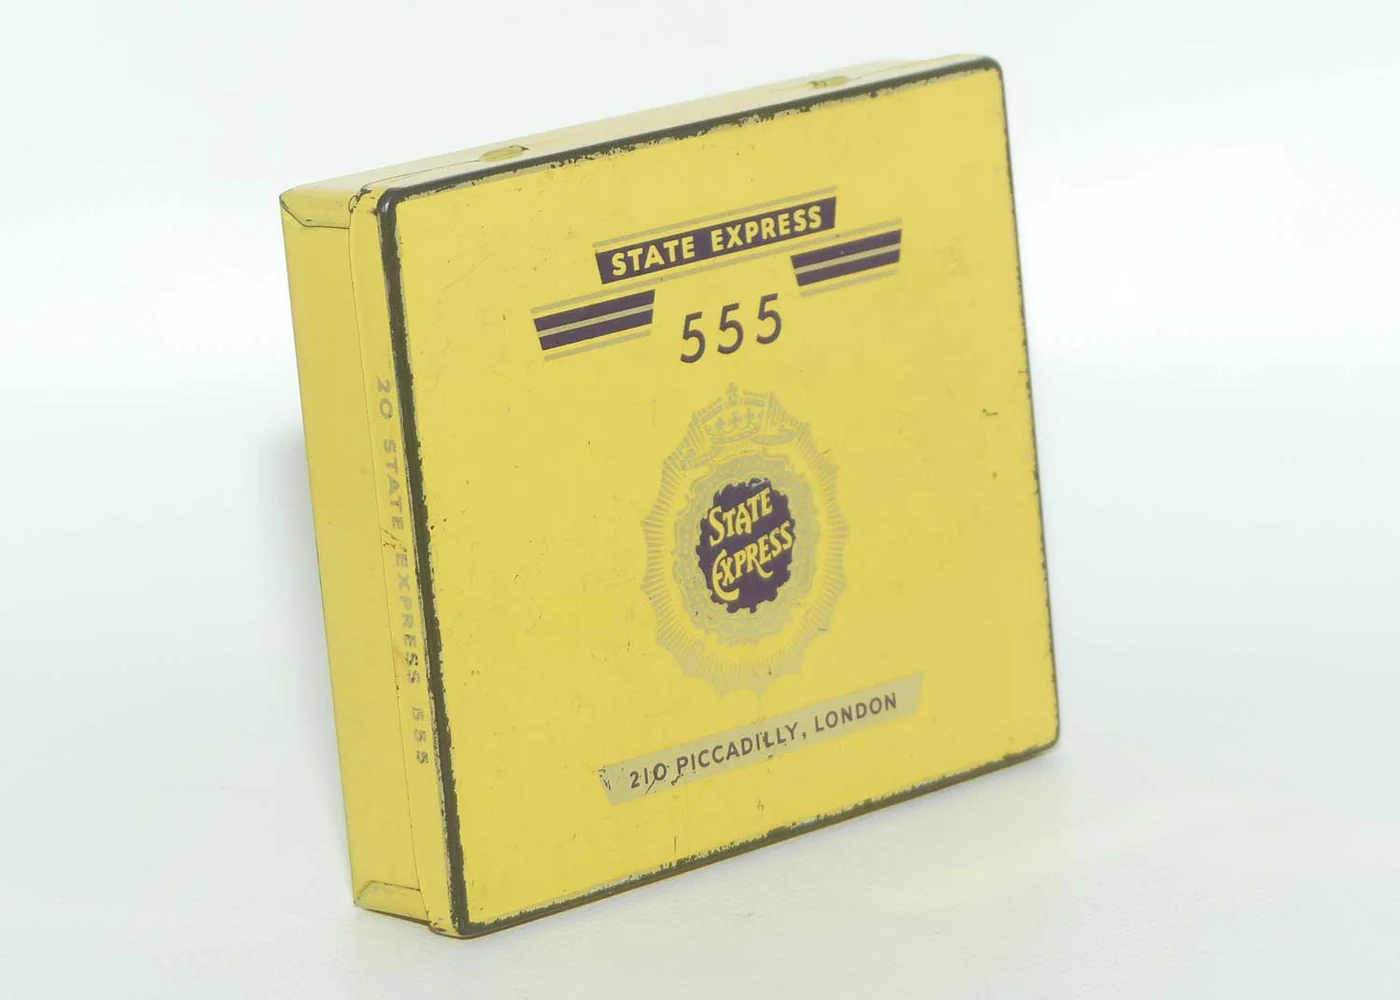 STATE EXPRESS
555
STATE
EXPRESS
210 PICCADILLY, LONDON
20 STATE EXPRESS 555